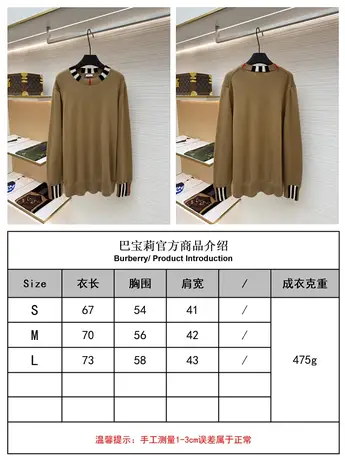 巴宝莉官方商品介绍
Burberry/ Product Introduction
Size 衣长 胸围 肩宽 / 成衣克重
S 67 54 41 /
M 70 56 42 /
L 73 58 43 / 475g
/
/
温馨提示: 手工测量1-3cm误差属于正常